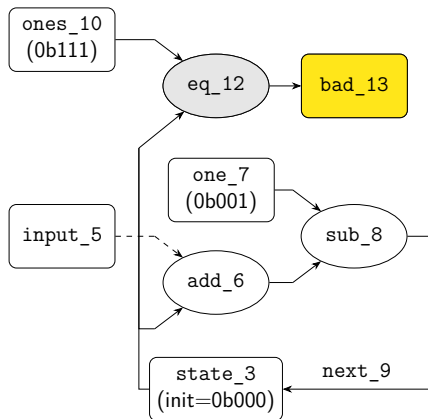 ones_10
(0b111)
eq_12
bad_13
one_7
(0b001)
input_5
sub_8
add_6
state_3
(init=0b000)
next_9